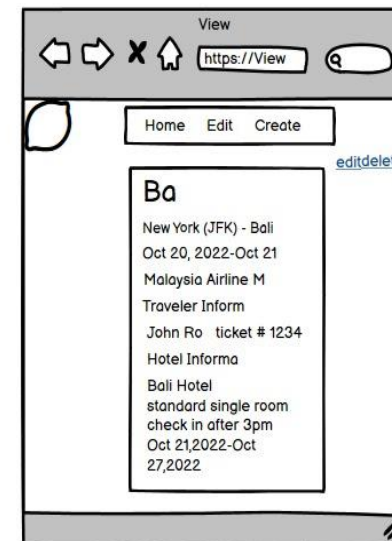 View
https://View
Home Edit Create
editdelet
Ba
New York (JFK) - Bali
Oct 20, 2022-Oct 21
Malaysia Airline M
Traveler Inform
John Ro ticket # 1234
Hotel Informa
Bali Hotel
standard single room
check in after 3pm
Oct 21,2022-Oct
27,2022